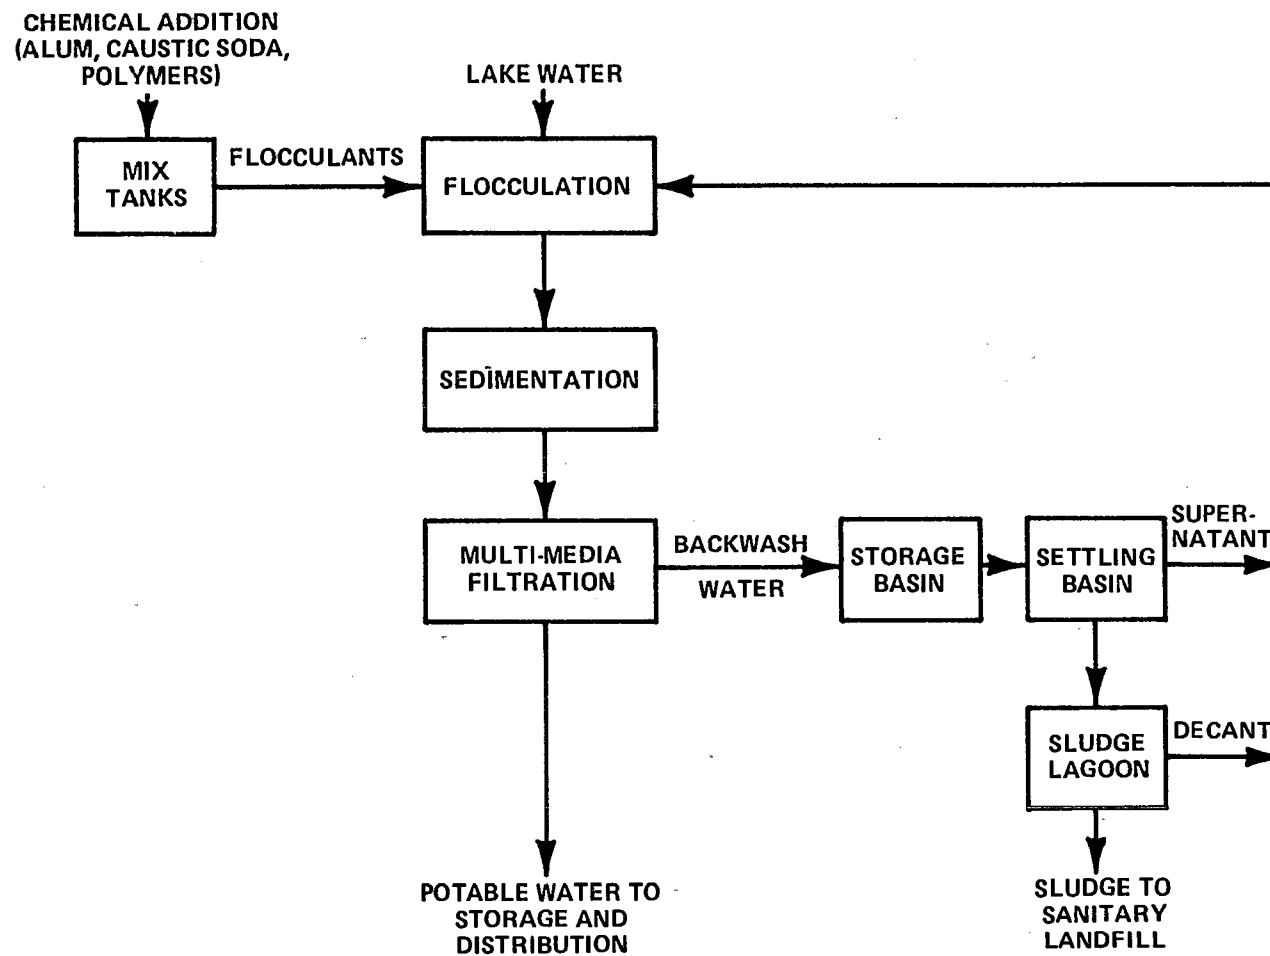 CHEMICAL ADDITION
(ALUM, CAUSTIC SODA,
POLYMERS)
LAKE WATER
MIX
TANKS
FLOCCULANTS
FLOCCULATION
SEDIMENTATION
MULTI-MEDIA
FILTRATION
BACKWASH
WATER
STORAGE
BASIN
SETTLING
BASIN
SUPER-
NATANT
SLUDGE
LAGOON
DECANT
POTABLE WATER TO
STORAGE AND
DISTRIBUTION
SLUDGE TO
SANITARY
LANDFILL